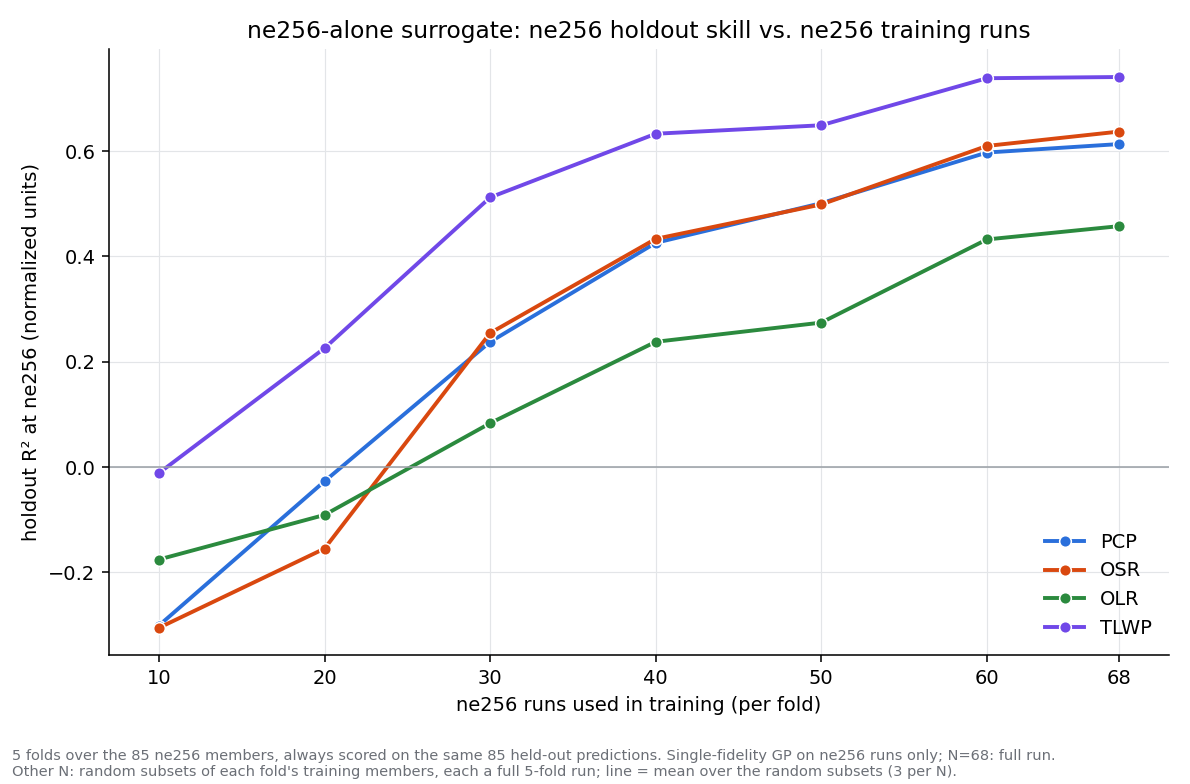 ne256-alone surrogate: ne256 holdout skill vs. ne256 training runs
holdout R² at ne256 (normalized units)
0.6
0.4
0.2
0.0
−0.2
10
20
30
40
50
60
68
ne256 runs used in training (per fold)
PCP
OSR
OLR
TLWP
5 folds over the 85 ne256 members, always scored on the same 85 held-out predictions. Single-fidelity GP on ne256 runs only; N=68: full run.
Other N: random subsets of each fold's training members, each a full 5-fold run; line = mean over the random subsets (3 per N).